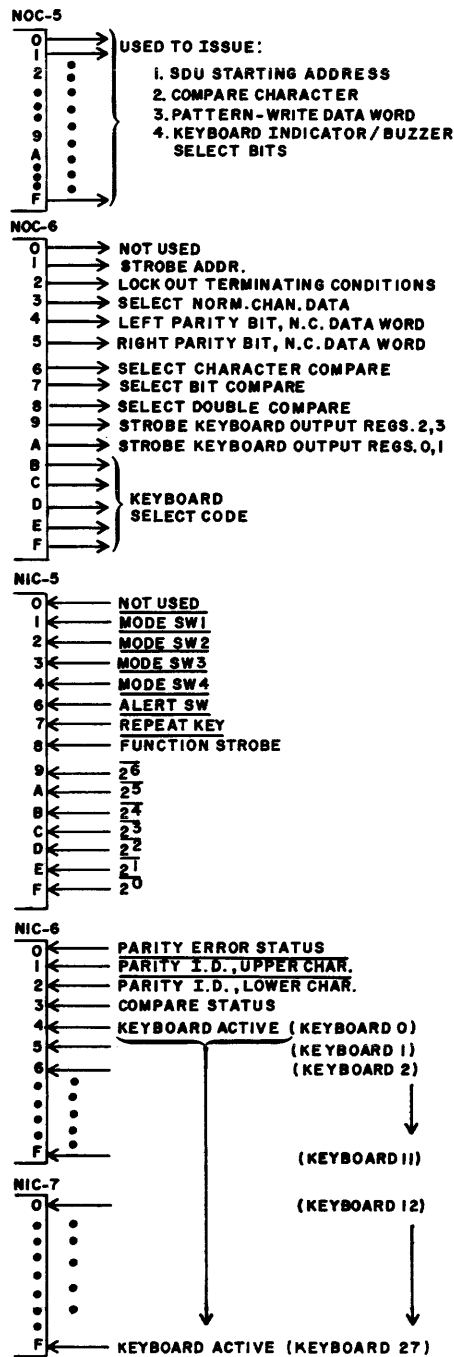 NOC-5
0 USED TO ISSUE:
1
2 1. SDU STARTING ADDRESS
2. COMPARE CHARACTER
3. PATTERN-WRITE DATA WORD
9 4. KEYBOARD INDICATOR/BUZZER
A SELECT BITS
F
NOC-6
0 NOT USED
1 STROBE ADDR.
2 LOCK OUT TERMINATING CONDITIONS
3 SELECT NORM. CHAN. DATA
4 LEFT PARITY BIT, N.C. DATA WORD
5 RIGHT PARITY BIT, N.C. DATA WORD
6 SELECT CHARACTER COMPARE
7 SELECT BIT COMPARE
8 SELECT DOUBLE COMPARE
9 STROBE KEYBOARD OUTPUT REGS. 2,3
A STROBE KEYBOARD OUTPUT REGS. 0,1
B
C
D KEYBOARD
E SELECT CODE
F
NIC-5
0 NOT USED
1 MODE SW1
2 MODE SW2
3 MODE SW3
4 MODE SW4
6 ALERT SW
7 REPEAT KEY
8 FUNCTION STROBE
9 2⁶
A 2⁵
B 2⁴
C 2³
D 2²
E 2¹
F 2⁰
NIC-6
0 PARITY ERROR STATUS
1 PARITY I.D., UPPER CHAR.
2 PARITY I.D., LOWER CHAR.
3 COMPARE STATUS
4 KEYBOARD ACTIVE (KEYBOARD 0)
5 (KEYBOARD 1)
6 (KEYBOARD 2)
F (KEYBOARD 11)
NIC-7
0 (KEYBOARD 12)
F KEYBOARD ACTIVE (KEYBOARD 27)